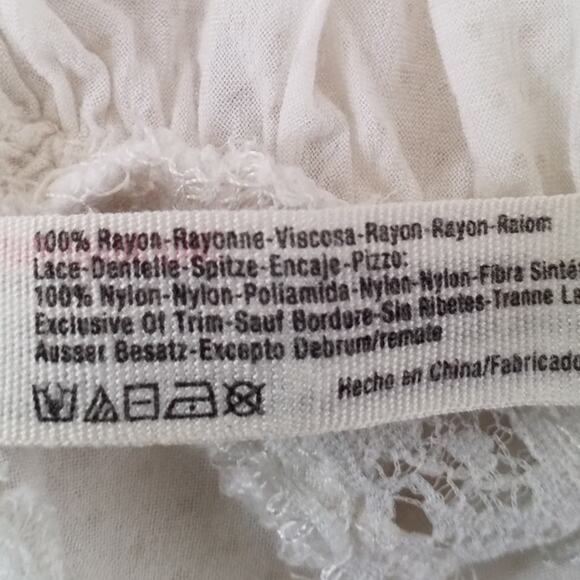 100% Rayon-Rayonne-Viscosa-Rayon-Rayon-Raiom
Lace-Dentelle-Spitze-Encaje-Pizzo:
100% Nylon-Nylon-Poliamida-Nylon-Nylon-Fibra Sinté
Exclusive Of Trim-Sauf Bordure-Sin Ribetes-Tranne La
Ausser Besatz-Excepto Debrum/remate
Hecho en China/Fabricado